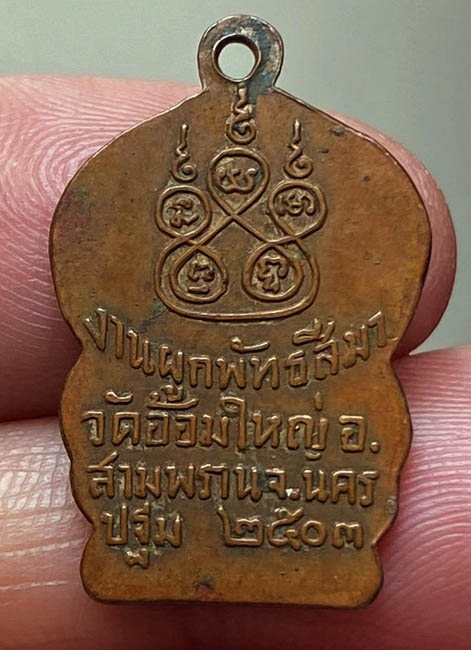 งานผูกพัทธสีมา
วัดอ้อมใหญ่ อ.
สามพรานจ.นคร
ปฐม ๒๕๐๓